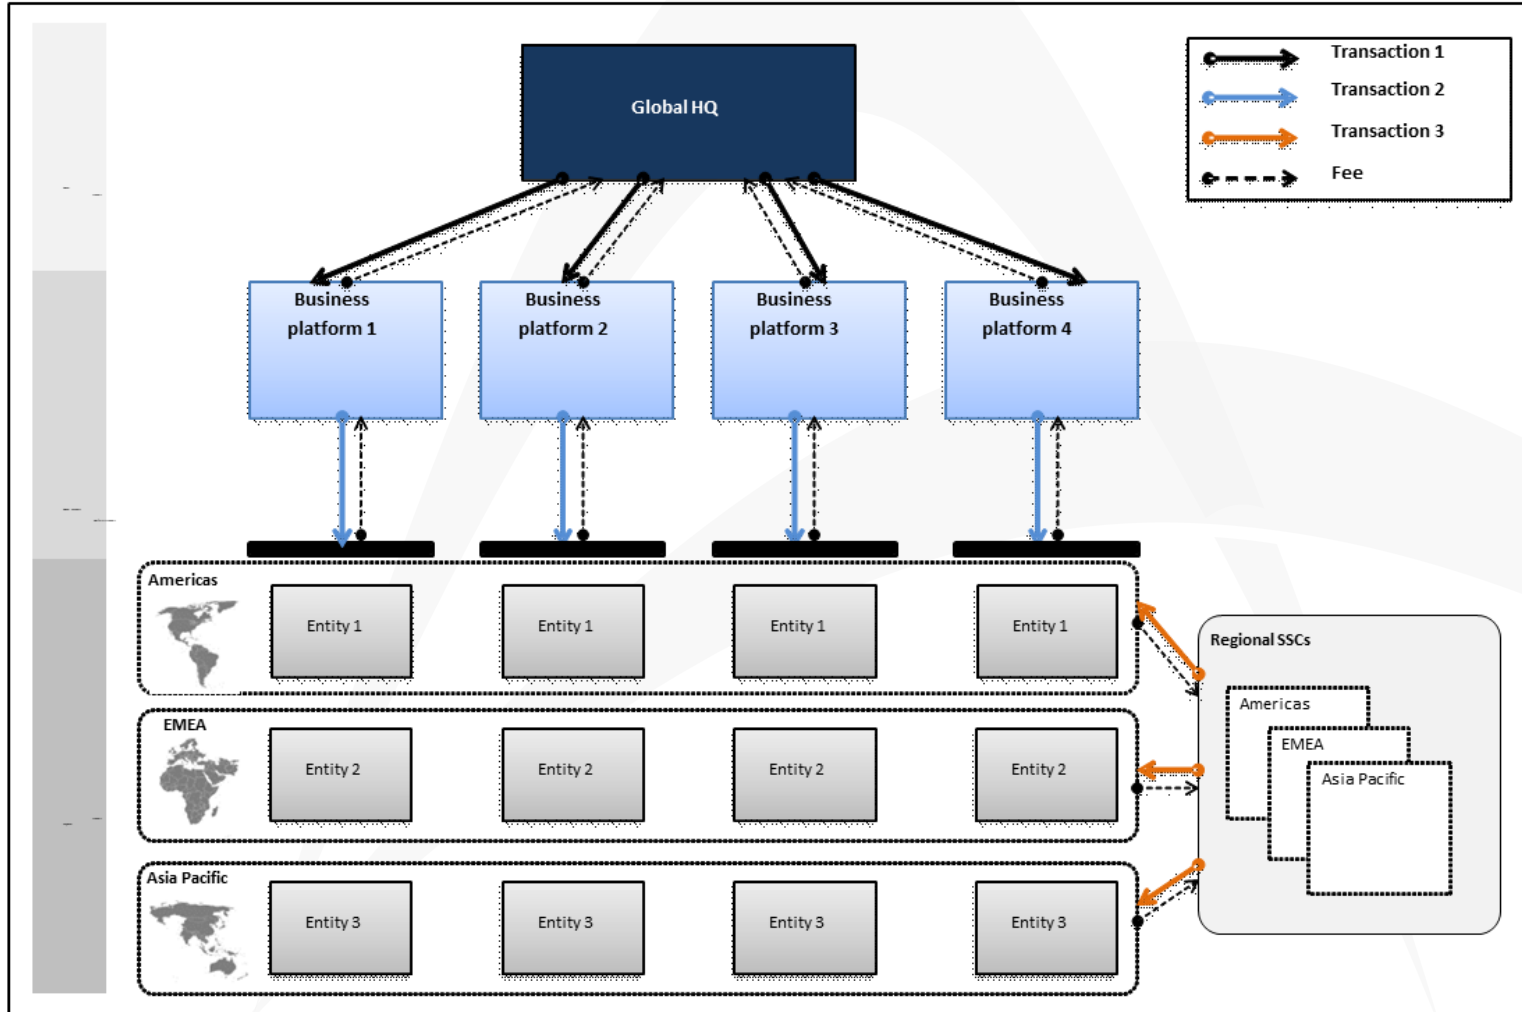 Global HQ
Transaction 1
Transaction 2
Transaction 3
Fee
Business
platform 1
Business
platform 2
Business
platform 3
Business
platform 4
Americas
Entity 1
Entity 1
Entity 1
Entity 1
EMEA
Entity 2
Entity 2
Entity 2
Entity 2
Asia Pacific
Entity 3
Entity 3
Entity 3
Entity 3
Regional SSCs
Americas
EMEA
Asia Pacific